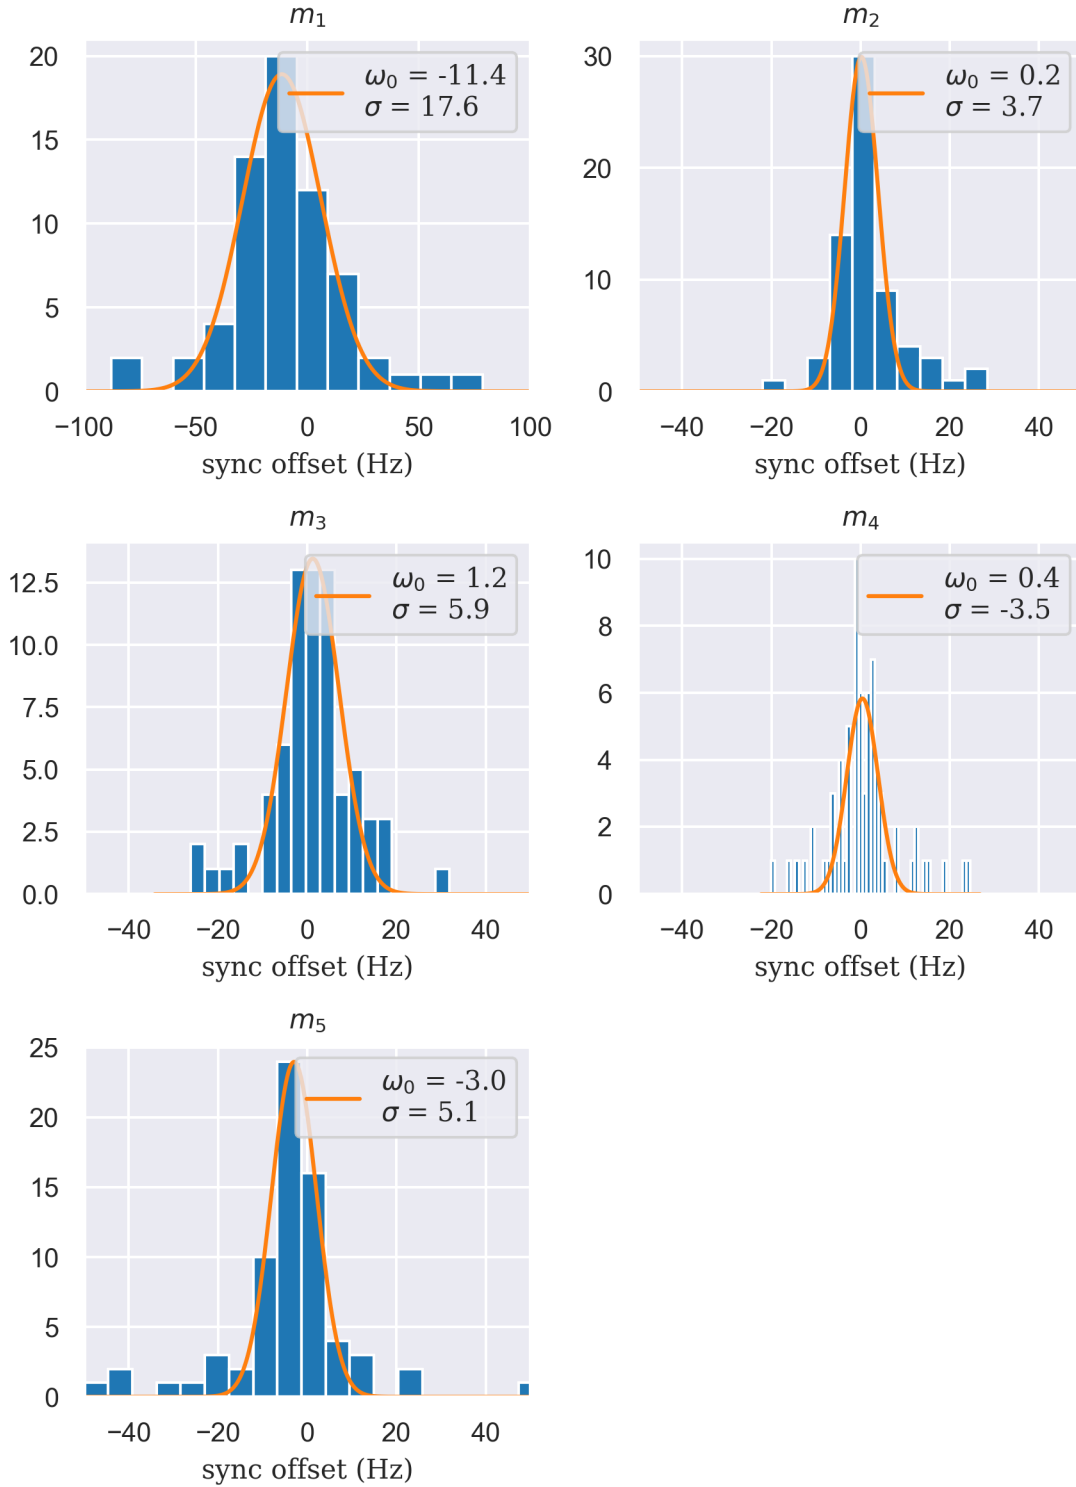 m₁
20
15
10
5
0
ω₀ = -11.4
σ = 17.6
−100 −50 0 50 100
sync offset (Hz)
m₂
30
20
10
0
ω₀ = 0.2
σ = 3.7
−40 −20 0 20 40
sync offset (Hz)
m₃
12.5
10.0
7.5
5.0
2.5
0.0
ω₀ = 1.2
σ = 5.9
−40 −20 0 20 40
sync offset (Hz)
m₄
10
8
6
4
2
0
ω₀ = 0.4
σ = -3.5
−40 −20 0 20 40
sync offset (Hz)
m₅
25
20
15
10
5
0
ω₀ = -3.0
σ = 5.1
−40 −20 0 20 40
sync offset (Hz)